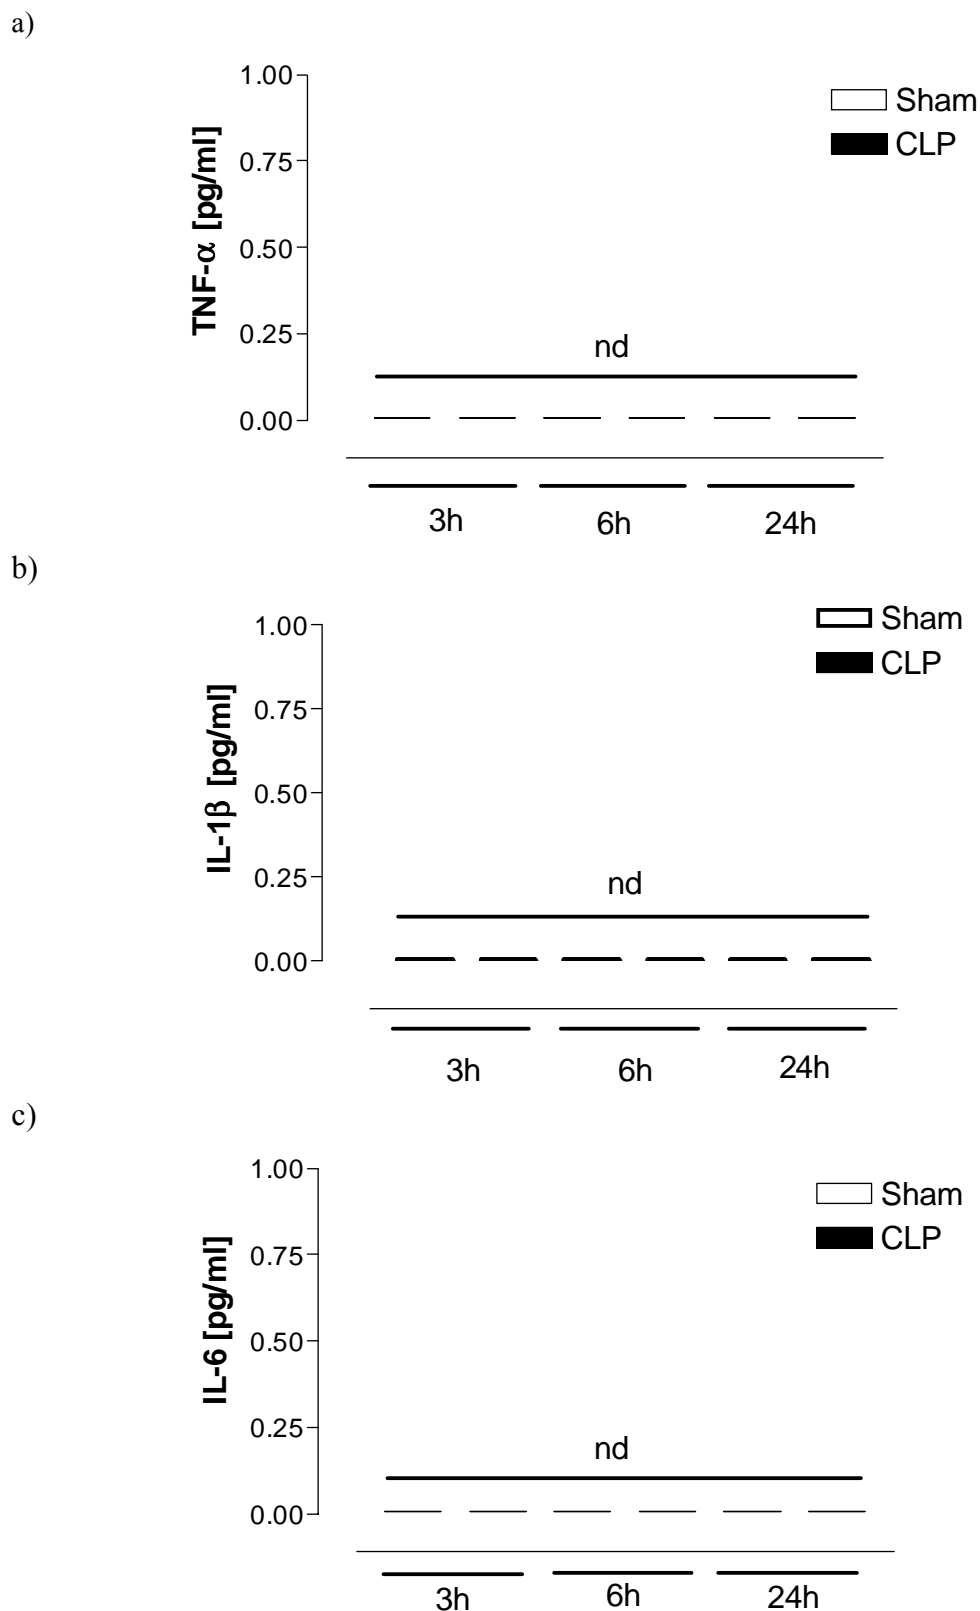 a)
1.00
0.75
0.50
0.25
0.00
TNF-α [pg/ml]
Sham
CLP
nd
3h
6h
24h
b)
1.00
0.75
0.50
0.25
0.00
IL-1β [pg/ml]
Sham
CLP
nd
3h
6h
24h
c)
1.00
0.75
0.50
0.25
0.00
IL-6 [pg/ml]
Sham
CLP
nd
3h
6h
24h